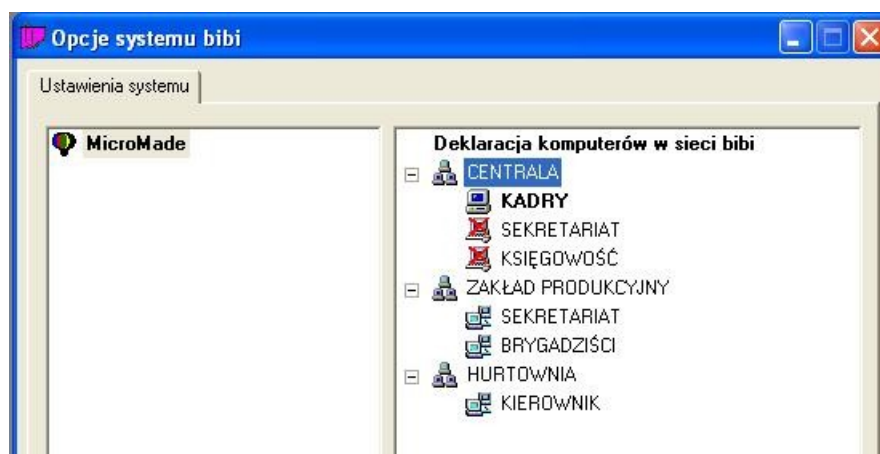 Opcje systemu bibi
Ustawienia systemu
MicroMade
Deklaracja komputerów w sieci bibi
CENTRALA
KADRY
SEKRETARIAT
KSIĘGOWOŚĆ
ZAKŁAD PRODUKCYJNY
SEKRETARIAT
BRYGADZIŚCI
HURTOWNIA
KIEROWNIK